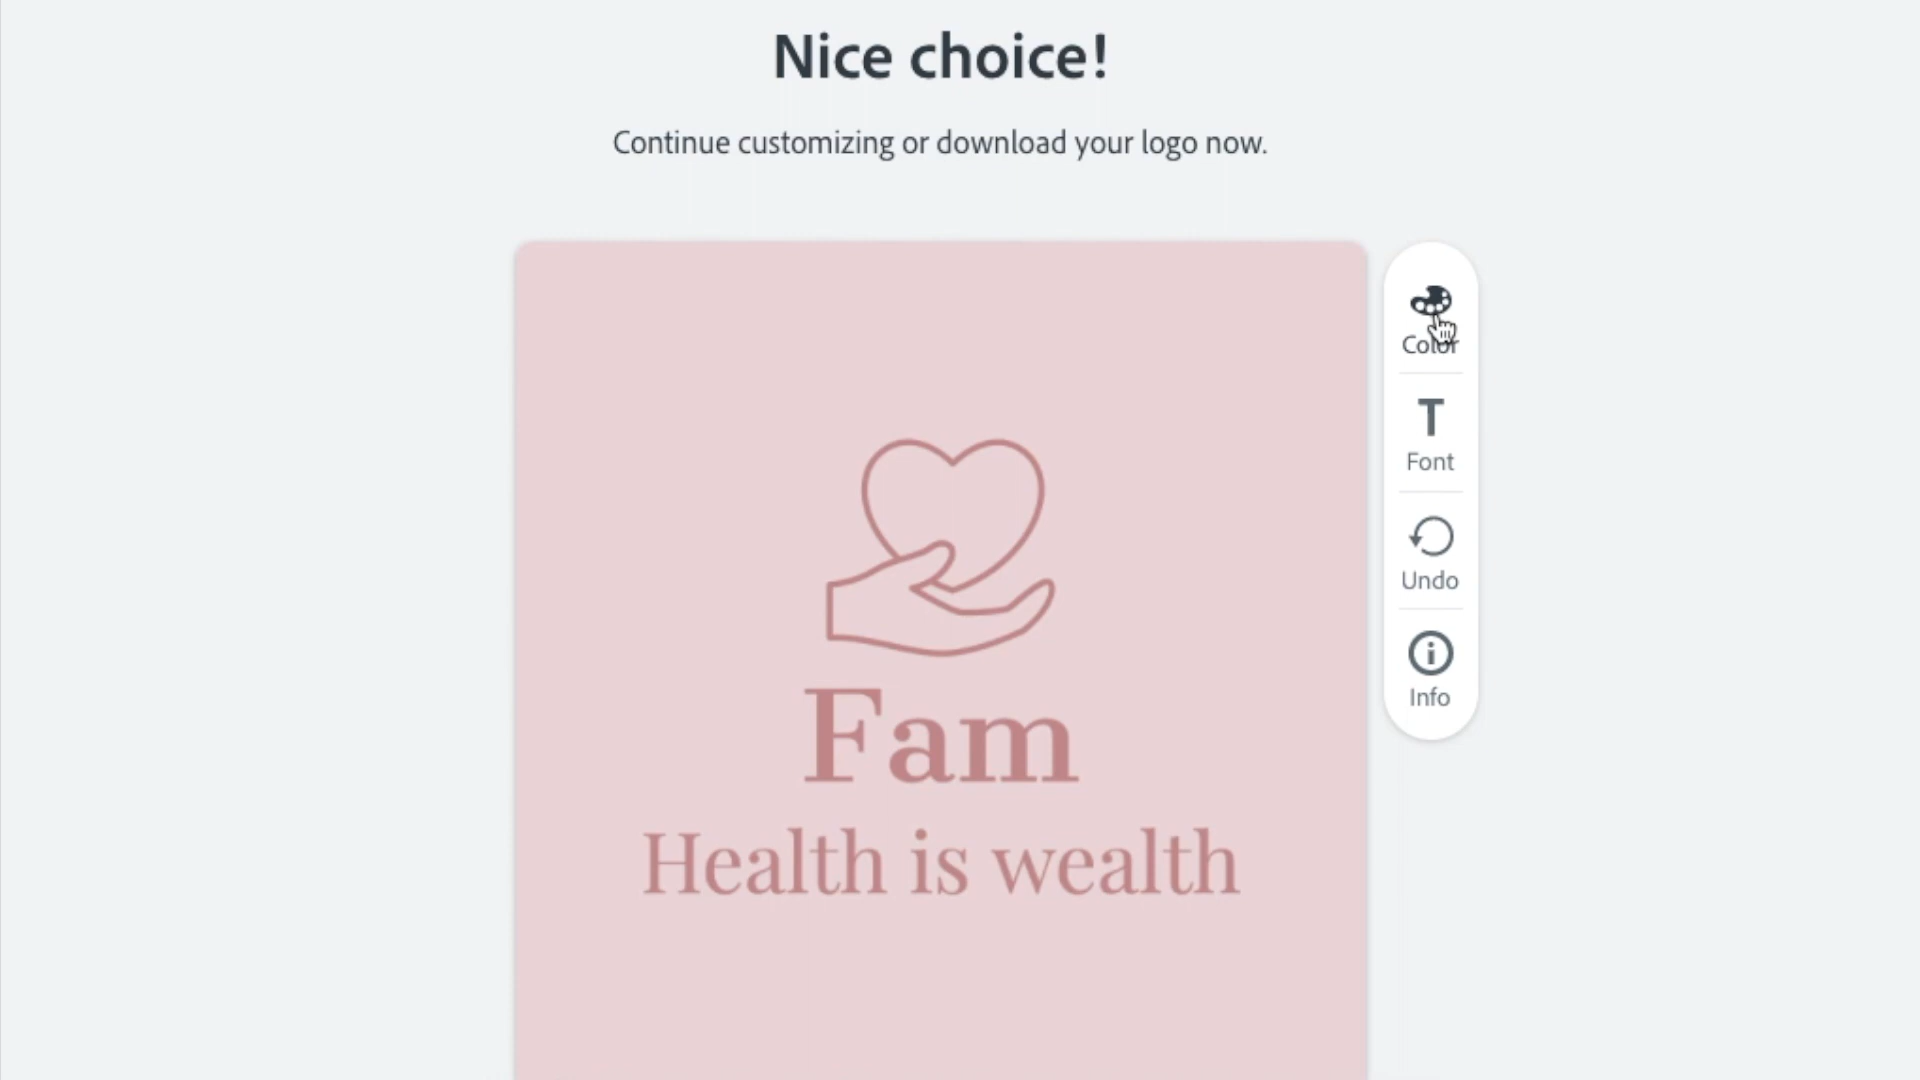 Nice choice!
Continue customizing or download your logo now.
Color
Font
Undo
Info
Fam
Health is wealth